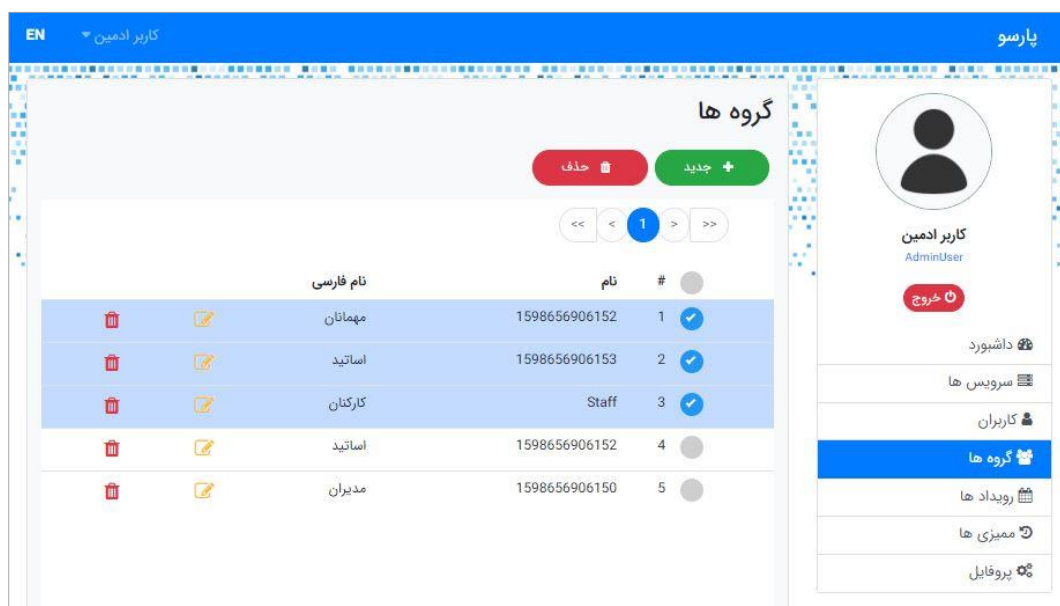 پارسو
کاربر ادمین
EN
کاربر ادمین
AdminUser
خروج
داشبورد
سرویس ها
کاربران
گروه ها
رویداد ها
ممیزی ها
پروفایل
گروه ها
جدید
حذف
<< < 1 > >>
# نام نام فارسی
1 1598656906152 مهمانان
2 1598656906153 اساتید
3 Staff کارکنان
4 1598656906152 اساتید
5 1598656906150 مدیران